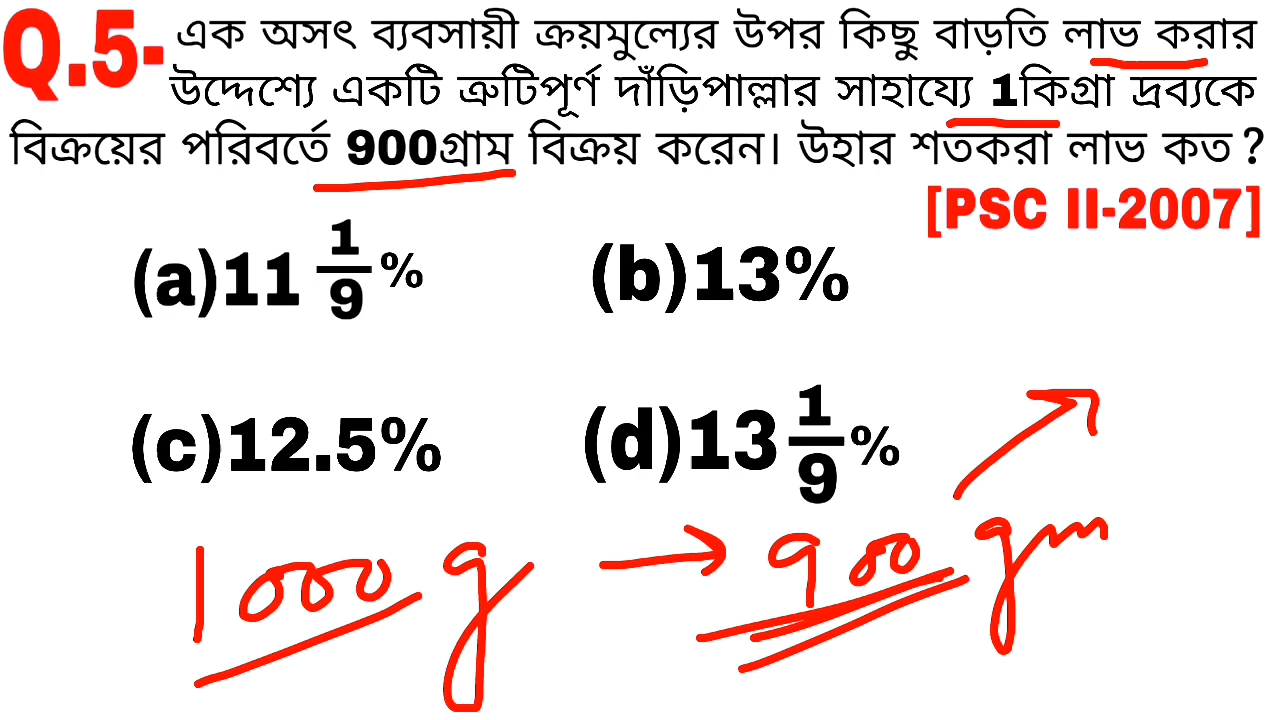 Q.5- এক অসৎ ব্যবসায়ী ক্রয়মুল্যের উপর কিছু বাড়তি লাভ করার
উদ্দেশ্যে একটি ত্রুটিপূর্ণ দাঁড়িপাল্লার সাহায্যে 1কিগ্রা দ্রব্যকে
বিক্রয়ের পরিবর্তে 900গ্রাম বিক্রয় করেন। উহার শতকরা লাভ কত ?
[PSC II-2007]
(a)11 1/9 % (b)13%
(c)12.5% (d)13 1/9 %
1000 g → 900 gm